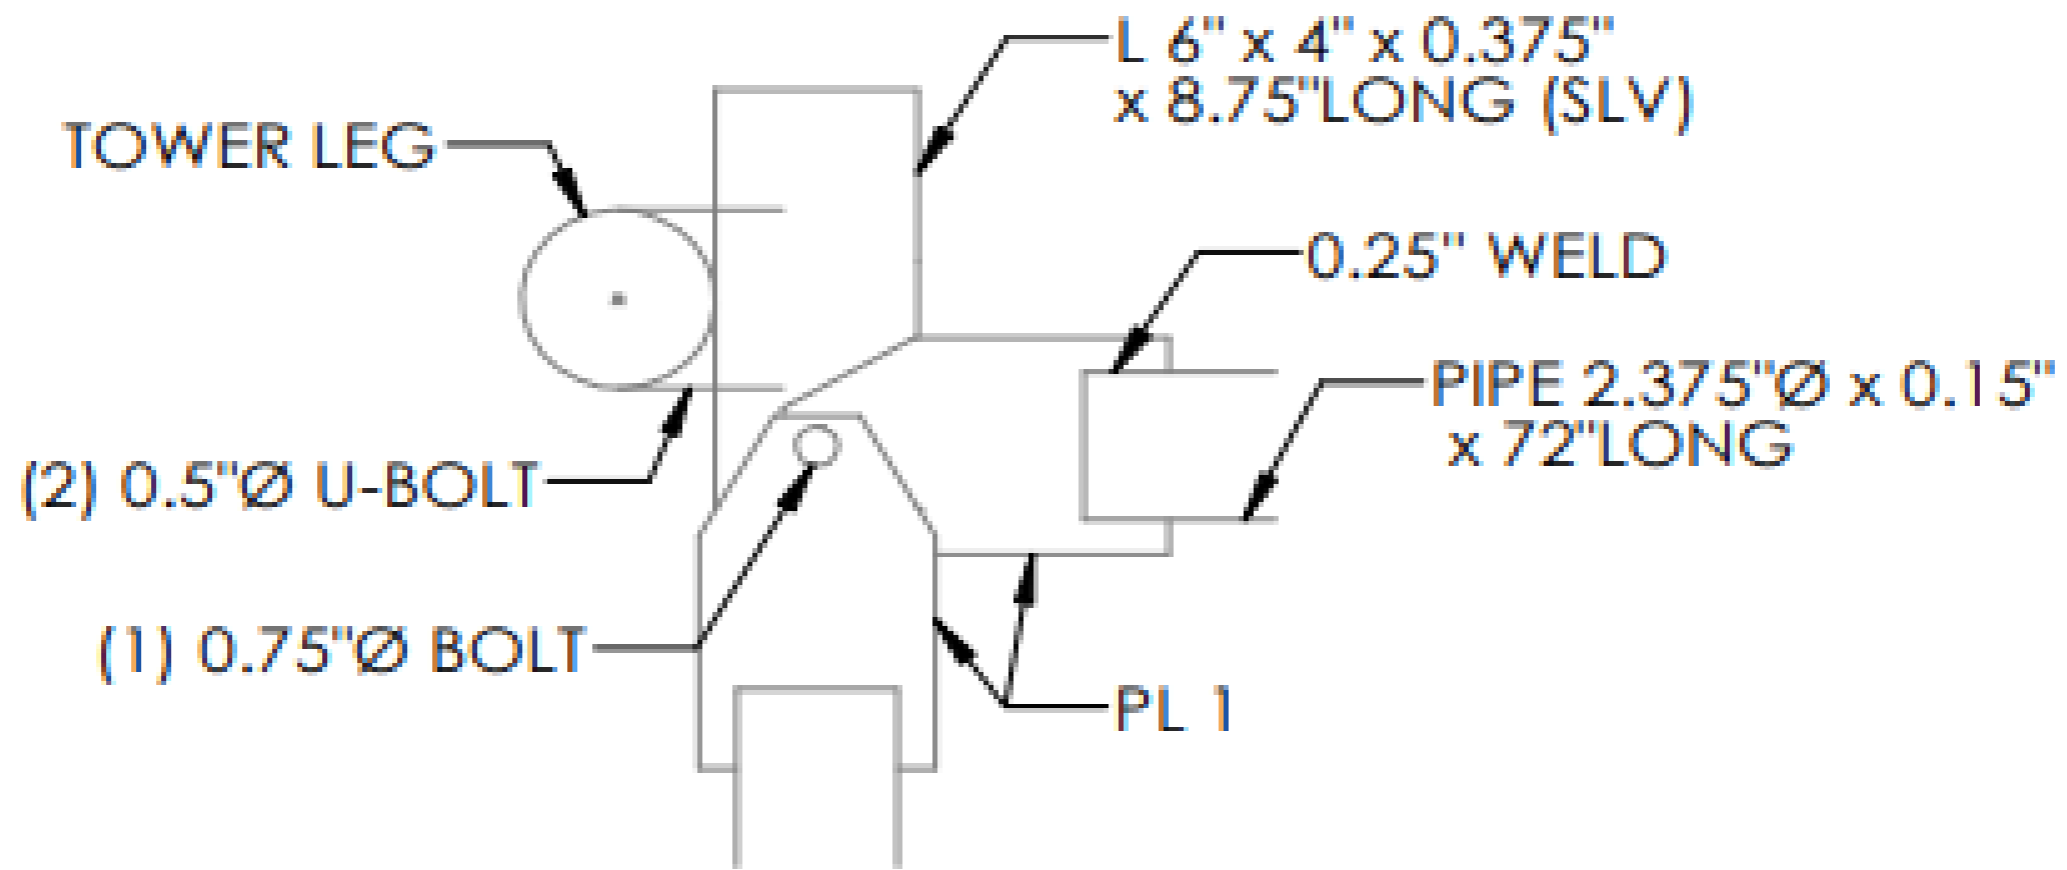 L 6" x 4" x 0.375"
x 8.75"LONG (SLV)
TOWER LEG
0.25" WELD
PIPE 2.375"Ø x 0.15"
x 72"LONG
(2) 0.5"Ø U-BOLT
(1) 0.75"Ø BOLT
PL 1